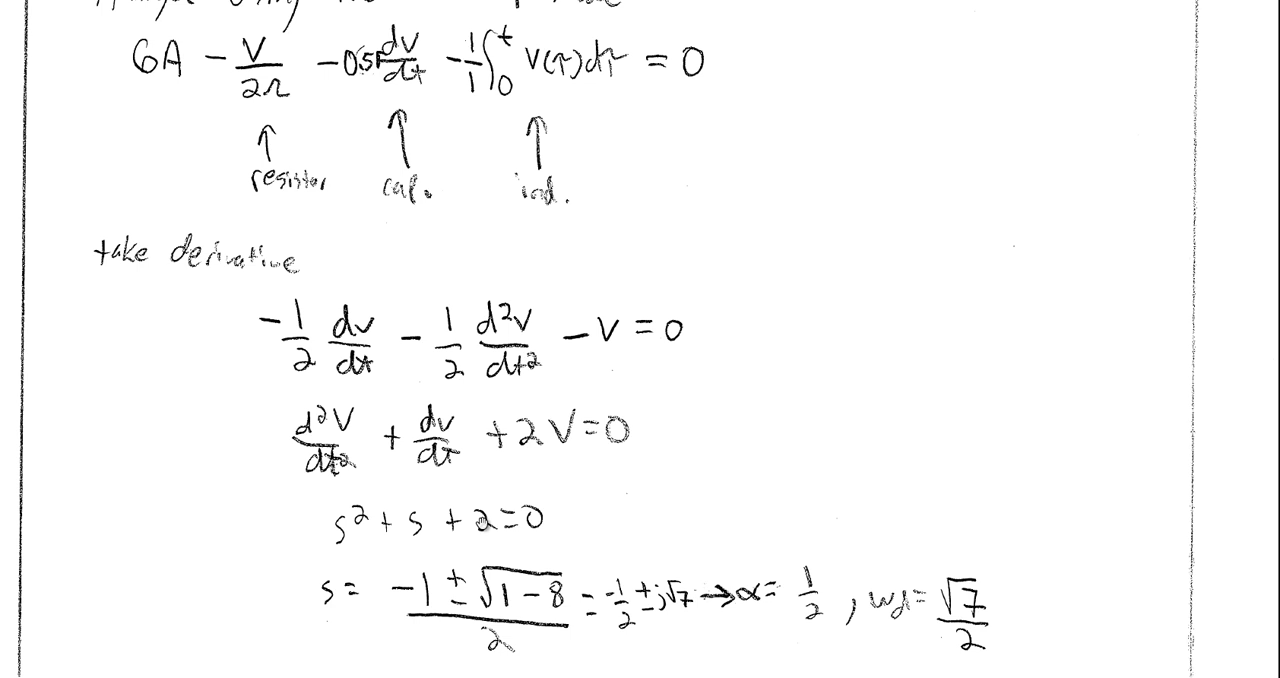 using
6A - V/2Ω - 0.5F dv/dt - 1/1 ∫₀ᵗ V(τ)dτ = 0
↑ ↑ ↑
resistor cap. ind.
take derivative
-1/2 dv/dt - 1/2 d²v/dt² - v = 0
d²V/dt² + dv/dt + 2V = 0
s² + s + 2 = 0
s = (-1 ± √(1-8))/2 = -1/2 ± j√7 → α = 1/2, ωd = √7/2